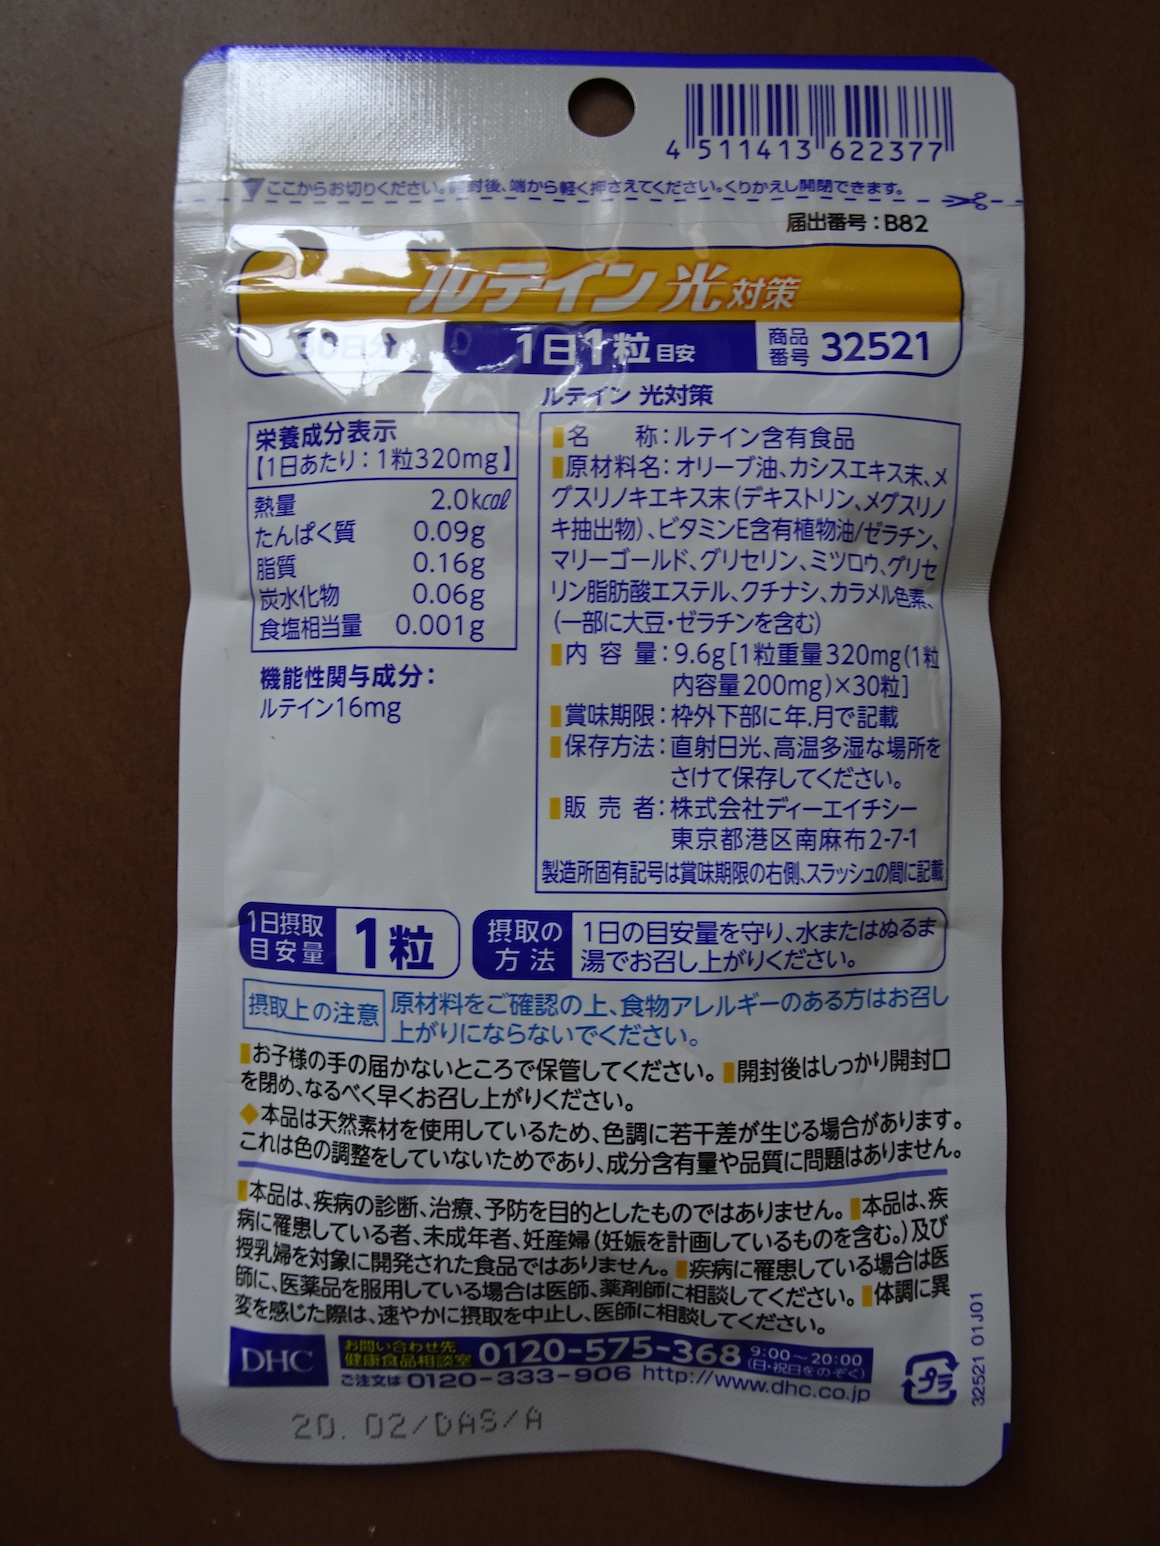 4 511413 622377
ここからお切りください。開封後、端から軽く押さえてください。くりかえし開閉できます。
届出番号：B82
ルテイン 光 対策
30日分
1日1粒目安
商品番号 32521
ルテイン 光対策
栄養成分表示
【1日あたり：1粒320mg】
熱量 2.0kcal
たんぱく質 0.09g
脂質 0.16g
炭水化物 0.06g
食塩相当量 0.001g
機能性関与成分：
ルテイン16mg
名 称：ルテイン含有食品
原材料名：オリーブ油、カシスエキス末、メ
グスリノキエキス末（デキストリン、メグスリノ
キ抽出物）、ビタミンE含有植物油/ゼラチン、
マリーゴールド、グリセリン、ミツロウ、グリセ
リン脂肪酸エステル、クチナシ、カラメル色素、
（一部に大豆・ゼラチンを含む）
内 容 量：9.6g［1粒重量320mg（1粒
内容量200mg）×30粒］
賞味期限：枠外下部に年.月で記載
保存方法：直射日光、高温多湿な場所を
さけて保存してください。
販 売 者：株式会社ディーエイチシー
東京都港区南麻布2-7-1
製造所固有記号は賞味期限の右側、スラッシュの間に記載
1日摂取
目安量
1粒
摂取の
方 法
1日の目安量を守り、水またはぬるま
湯でお召し上がりください。
摂取上の注意
原材料をご確認の上、食物アレルギーのある方はお召し
上がりにならないでください。
お子様の手の届かないところで保管してください。 開封後はしっかり開封口
を閉め、なるべく早くお召し上がりください。
◆本品は天然素材を使用しているため、色調に若干差が生じる場合があります。
これは色の調整をしていないためであり、成分含有量や品質に問題はありません。
本品は、疾病の診断、治療、予防を目的としたものではありません。 本品は、疾
病に罹患している者、未成年者、妊産婦（妊娠を計画しているものを含む。）及び
授乳婦を対象に開発された食品ではありません。 疾病に罹患している場合は医
師に、医薬品を服用している場合は医師、薬剤師に相談してください。 体調に異
変を感じた際は、速やかに摂取を中止し、医師に相談してください。
DHC
お問い合わせ先
健康食品相談室 0120-575-368 9:00〜20:00
（日・祝日をのぞく）
ご注文は 0120-333-906 http://www.dhc.co.jp
プラ
32521 01J01
20. 02/DAS/A